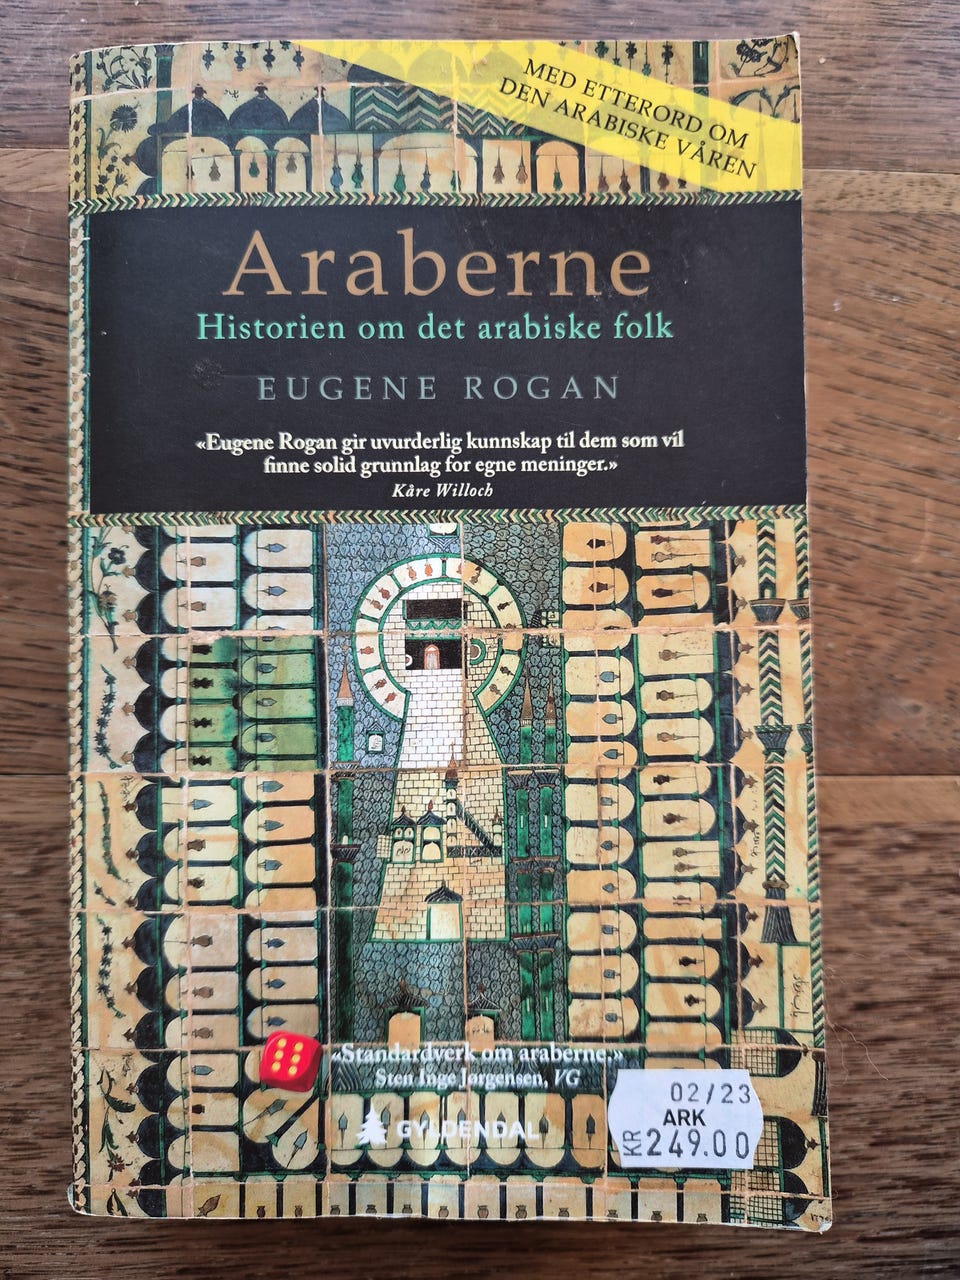 MED ETTERORD OM
DEN ARABISKE VÅREN
Araberne
Historien om det arabiske folk
EUGENE ROGAN
«Eugene Rogan gir uvurderlig kunnskap til dem som vil
finne solid grunnlag for egne meninger.»
Kåre Willoch
«Standardverk om araberne.»
Sten Inge Jørgensen, VG
GYLDENDAL
02/23
ARK
KR 249.00